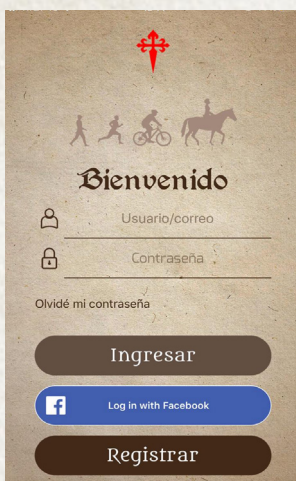 Bienvenido
Usuario/correo
Contraseña
Olvidé mi contraseña
Ingresar
Log in with Facebook
Registrar